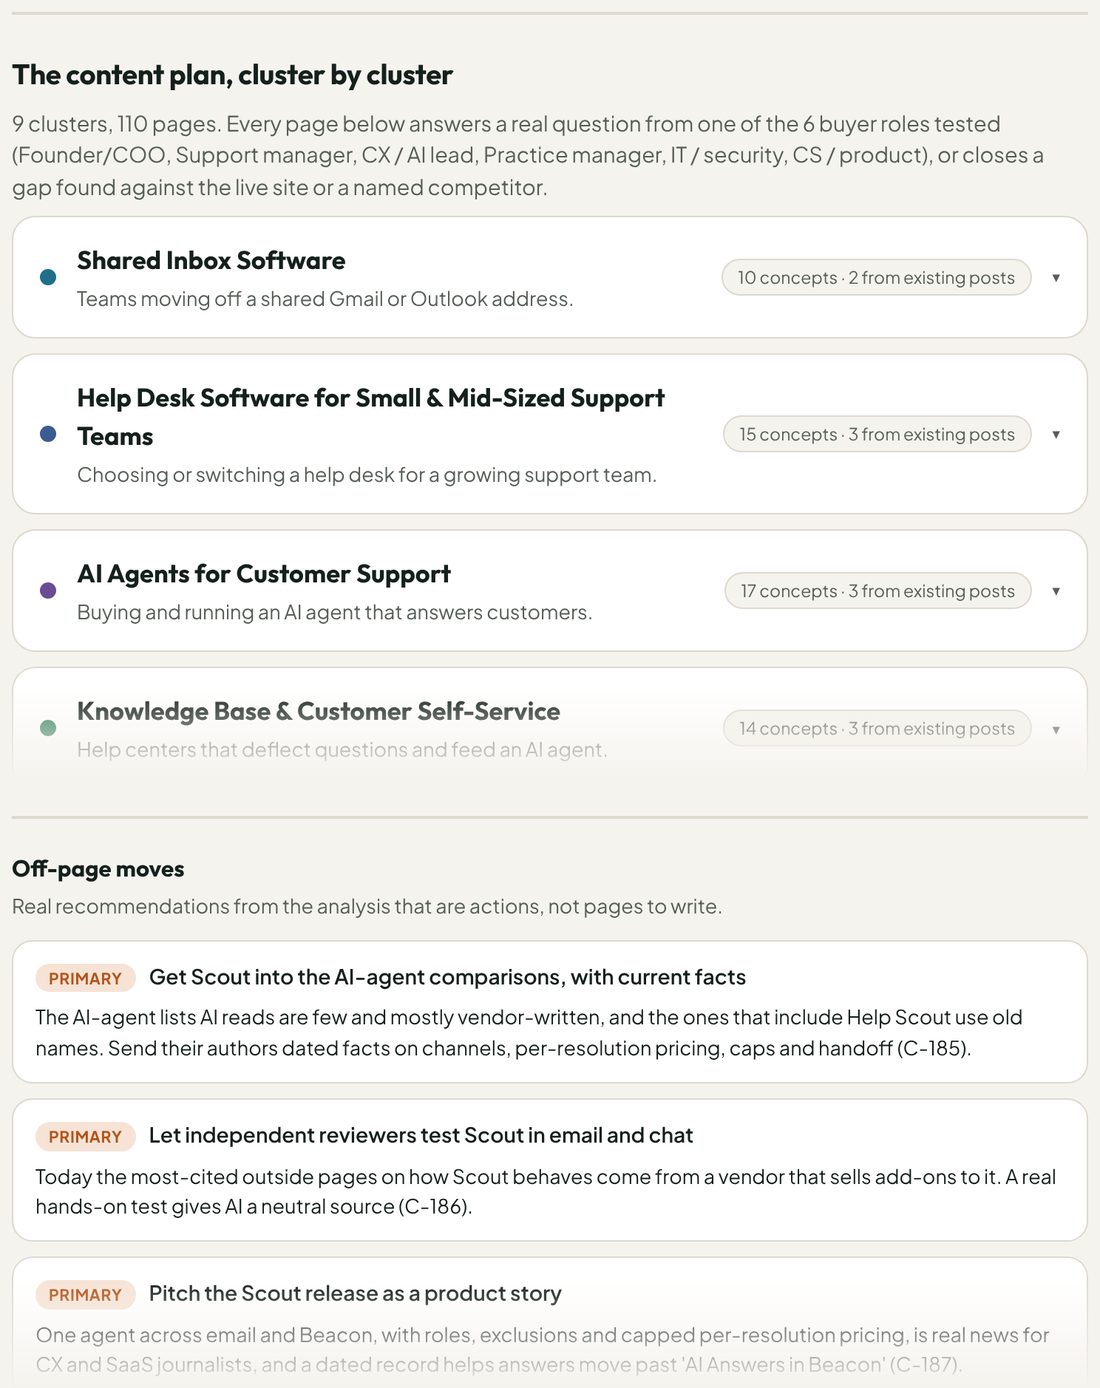 The content plan, cluster by cluster
9 clusters, 110 pages. Every page below answers a real question from one of the 6 buyer roles tested
(Founder/COO, Support manager, CX / AI lead, Practice manager, IT / security, CS / product), or closes a
gap found against the live site or a named competitor.
Shared Inbox Software
Teams moving off a shared Gmail or Outlook address.
10 concepts · 2 from existing posts
Help Desk Software for Small & Mid-Sized Support
Teams
Choosing or switching a help desk for a growing support team.
15 concepts · 3 from existing posts
AI Agents for Customer Support
Buying and running an AI agent that answers customers.
17 concepts · 3 from existing posts
Knowledge Base & Customer Self-Service
Help centers that deflect questions and feed an AI agent.
14 concepts · 3 from existing posts
Off-page moves
Real recommendations from the analysis that are actions, not pages to write.
PRIMARY Get Scout into the AI-agent comparisons, with current facts
The AI-agent lists AI reads are few and mostly vendor-written, and the ones that include Help Scout use old
names. Send their authors dated facts on channels, per-resolution pricing, caps and handoff (C-185).
PRIMARY Let independent reviewers test Scout in email and chat
Today the most-cited outside pages on how Scout behaves come from a vendor that sells add-ons to it. A real
hands-on test gives AI a neutral source (C-186).
PRIMARY Pitch the Scout release as a product story
One agent across email and Beacon, with roles, exclusions and capped per-resolution pricing, is real news for
CX and SaaS journalists, and a dated record helps answers move past 'AI Answers in Beacon' (C-187).